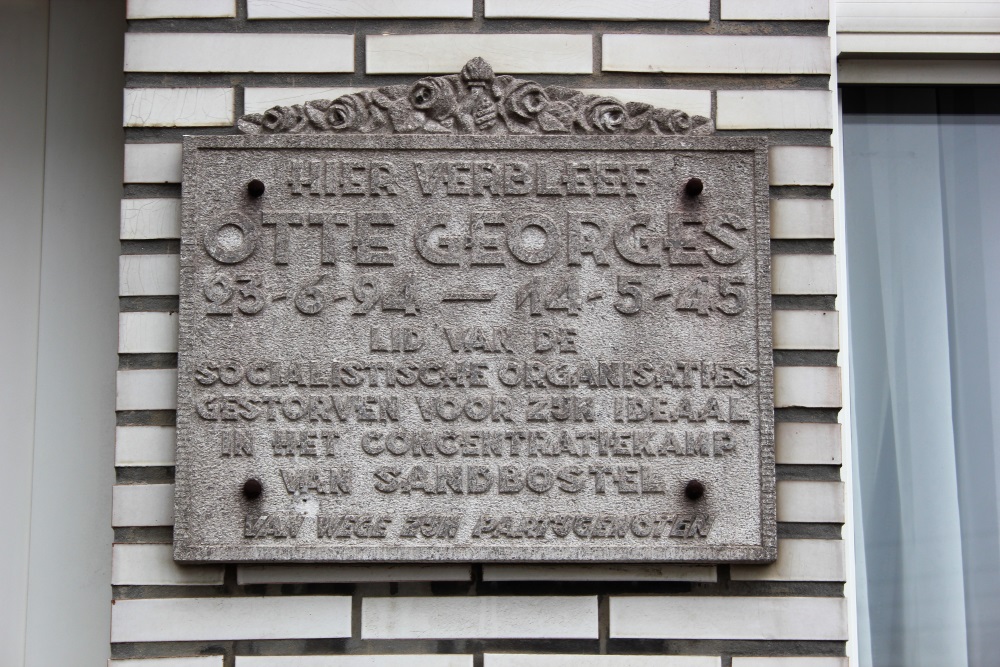 HIER VERBLEEF
OTTE GEORGES
23-6-94 — 14-5-45
LID VAN DE
SOCIALISTISCHE ORGANISATIES
GESTORVEN VOOR ZIJN IDEAAL
IN HET CONCENTRATIEKAMP
VAN SANDBOSTEL
VAN WEGE ZIJN PARTIJGENOTEN